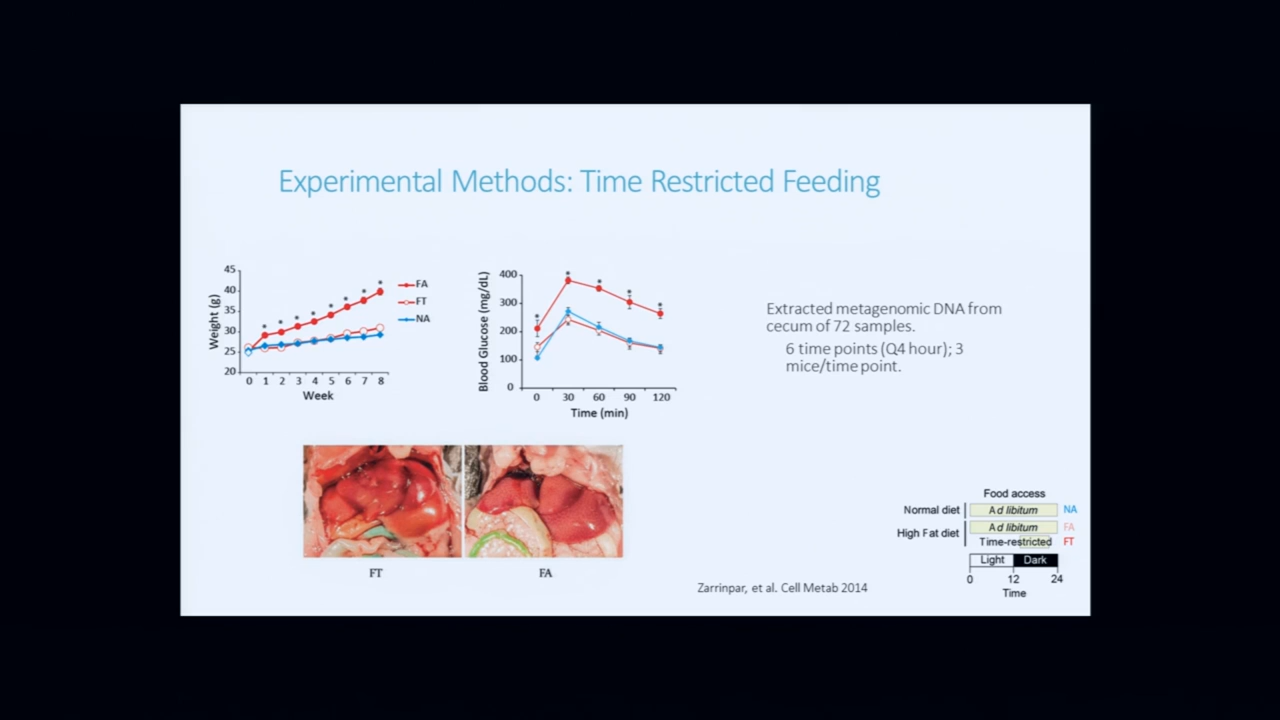 Experimental Methods: Time Restricted Feeding
45
40
35
30
25
20
Weight (g)
0 1 2 3 4 5 6 7 8
Week
FA
FT
NA
400
300
200
100
0
Blood Glucose (mg/dL)
0 30 60 90 120
Time (min)
* * * * * * * *
* * * * *
Extracted metagenomic DNA from
cecum of 72 samples.
6 time points (Q4 hour); 3
mice/time point.
FT
FA
Food access
Normal diet Ad libitum NA
High Fat diet Ad libitum FA
Time-restricted FT
Light Dark
0 12 24
Time
Zarrinpar, et al. Cell Metab 2014